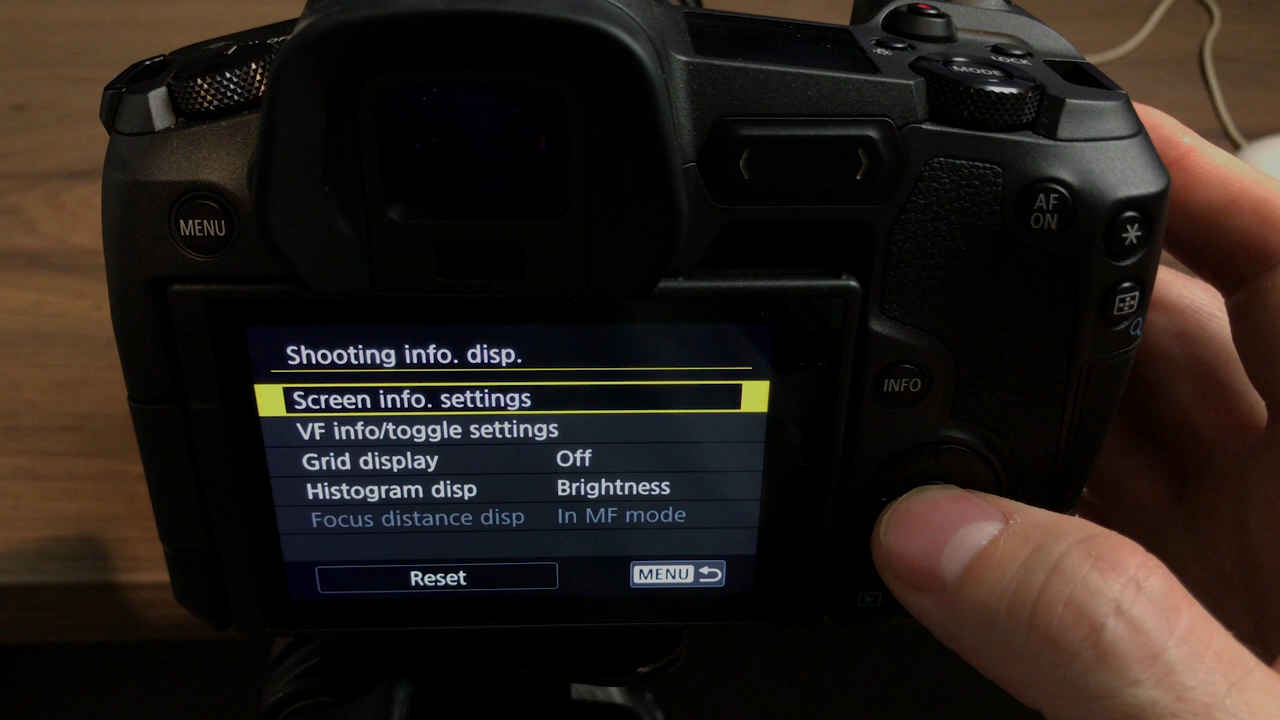 OFF
LOCK
MODE
MENU
AF
ON
INFO
Shooting info. disp.
Screen info. settings
VF info/toggle settings
Grid display Off
Histogram disp Brightness
Focus distance disp In MF mode
Reset MENU